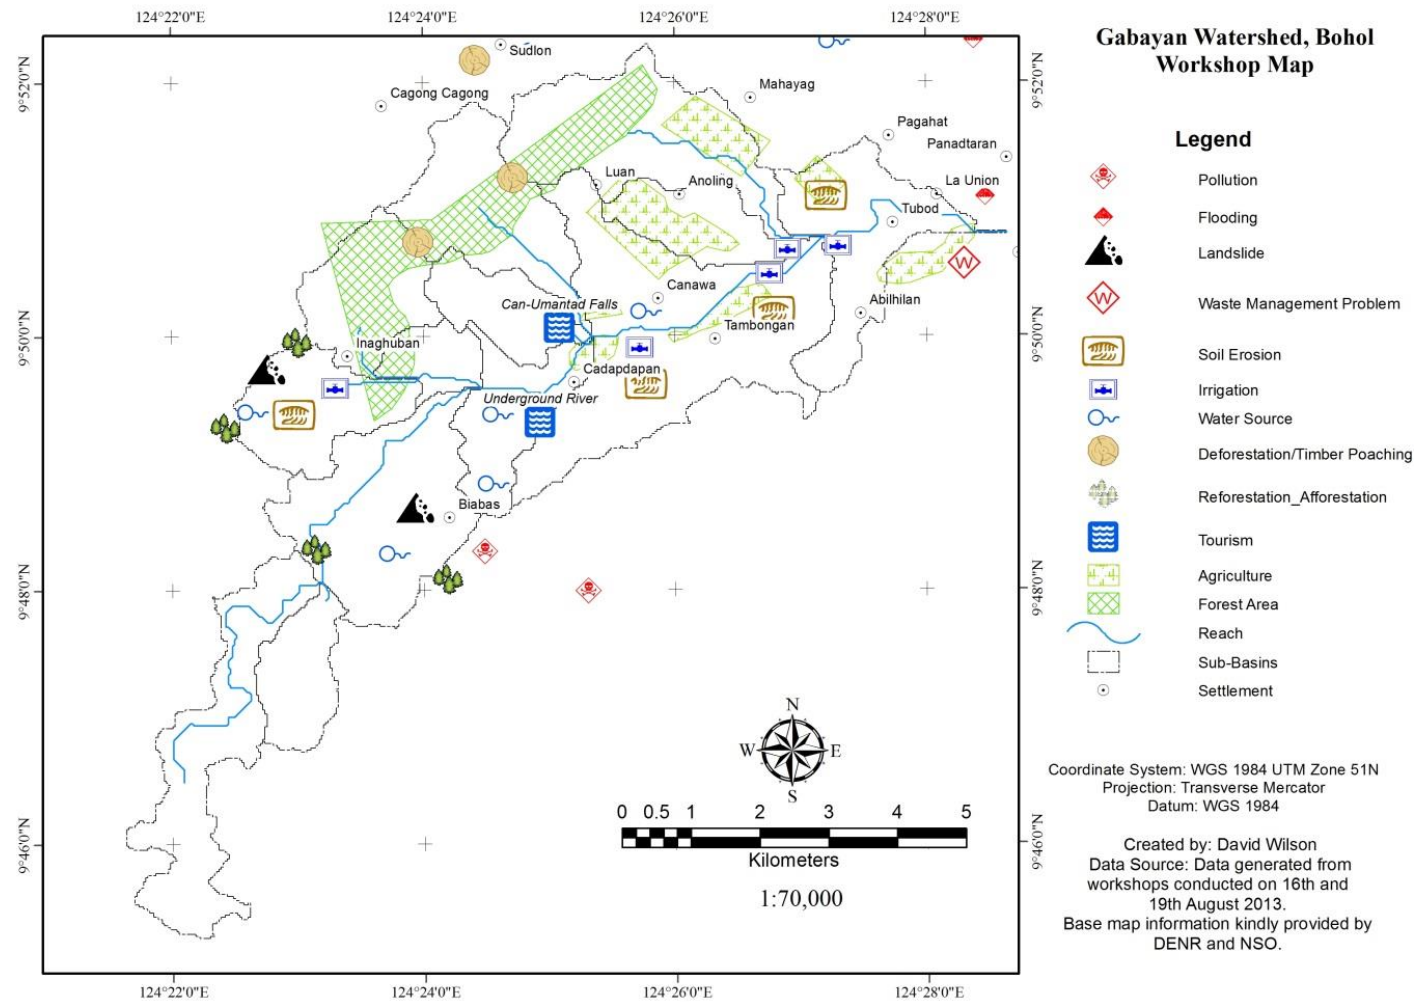 124°22'0"E
124°24'0"E
124°26'0"E
124°28'0"E
9°52'0"N
9°50'0"N
9°48'0"N
9°46'0"N
9°52'0"N
9°50'0"N
9°48'0"N
9°46'0"N
Sudlon
Cagong Cagong
Mahayag
Pagahat
Panadtaran
Luan
Anoling
La Union
Tubod
Canawa
Can-Umantad Falls
Abilhilan
Tambongan
Inaghuban
Cadapdapan
Underground River
Biabas
N
W
E
S
0 0.5 1 2 3 4 5
Kilometers
1:70,000
124°22'0"E
124°24'0"E
124°26'0"E
124°28'0"E
Gabayan Watershed, Bohol
Workshop Map
Legend
Pollution
Flooding
Landslide
W
Waste Management Problem
W
Soil Erosion
Irrigation
Water Source
Deforestation/Timber Poaching
Reforestation_Afforestation
Tourism
Agriculture
Forest Area
Reach
Sub-Basins
Settlement
Coordinate System: WGS 1984 UTM Zone 51N
Projection: Transverse Mercator
Datum: WGS 1984
Created by: David Wilson
Data Source: Data generated from
workshops conducted on 16th and
19th August 2013.
Base map information kindly provided by
DENR and NSO.